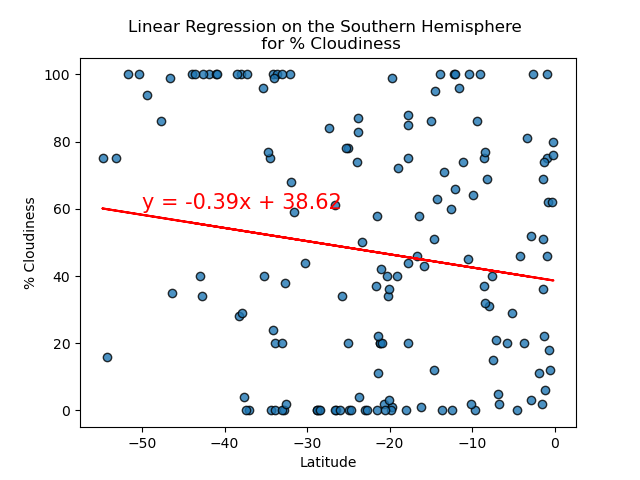 Linear Regression on the Southern Hemisphere
for % Cloudiness
100
80
60
40
20
0
% Cloudiness
y = -0.39x + 38.62
−50
−40
−30
−20
−10
0
Latitude